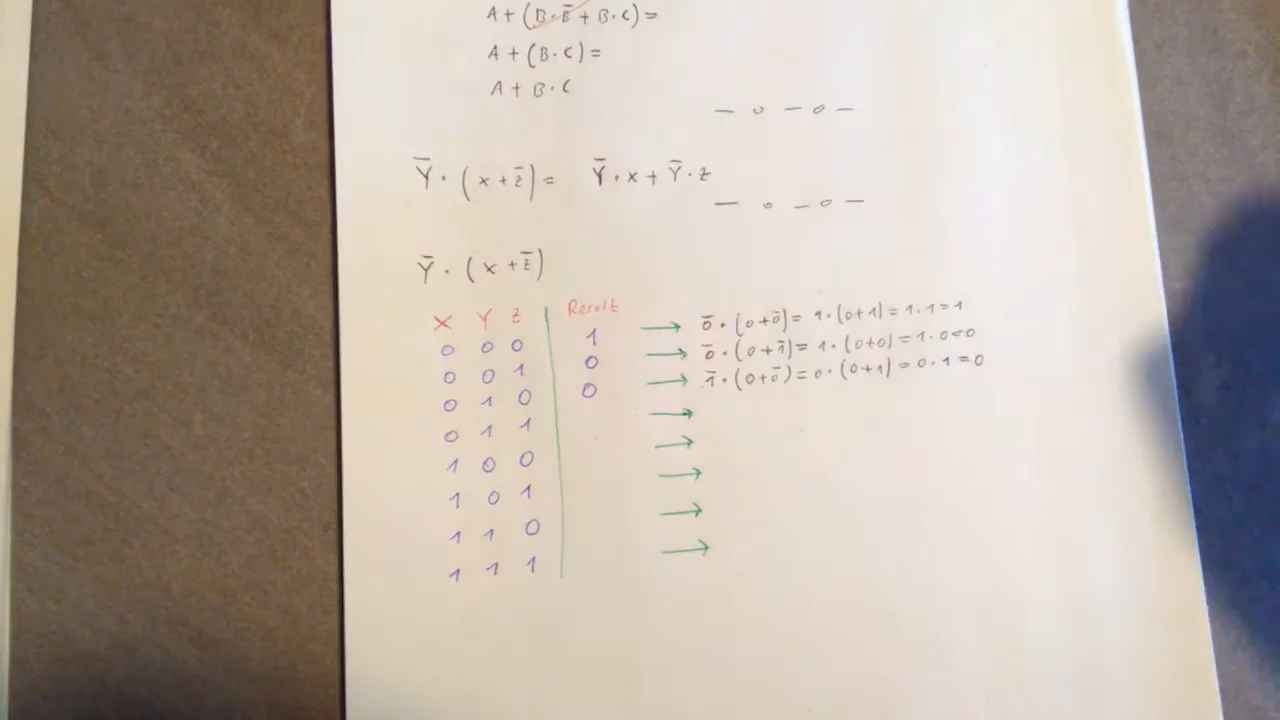 A + (B · B̄ + B · C) =
A + (B · C) =
A + B · C
— o — o —
Ȳ · (x + z̄) = Ȳ · x + Ȳ · z
— o — o —
Ȳ · (x + z̄)
X Y Z Result
0 0 0 1 → 0̄ · (0 + 0̄) = 1 · (0 + 1) = 1 · 1 = 1
0 0 1 0 → 0̄ · (0 + 1̄) = 1 · (0 + 0) = 1 · 0 = 0
0 1 0 0 → 1̄ · (0 + 0̄) = 0 · (0 + 1) = 0 · 1 = 0
0 1 1 →
1 0 0 →
1 0 1 →
1 1 0 →
1 1 1 →